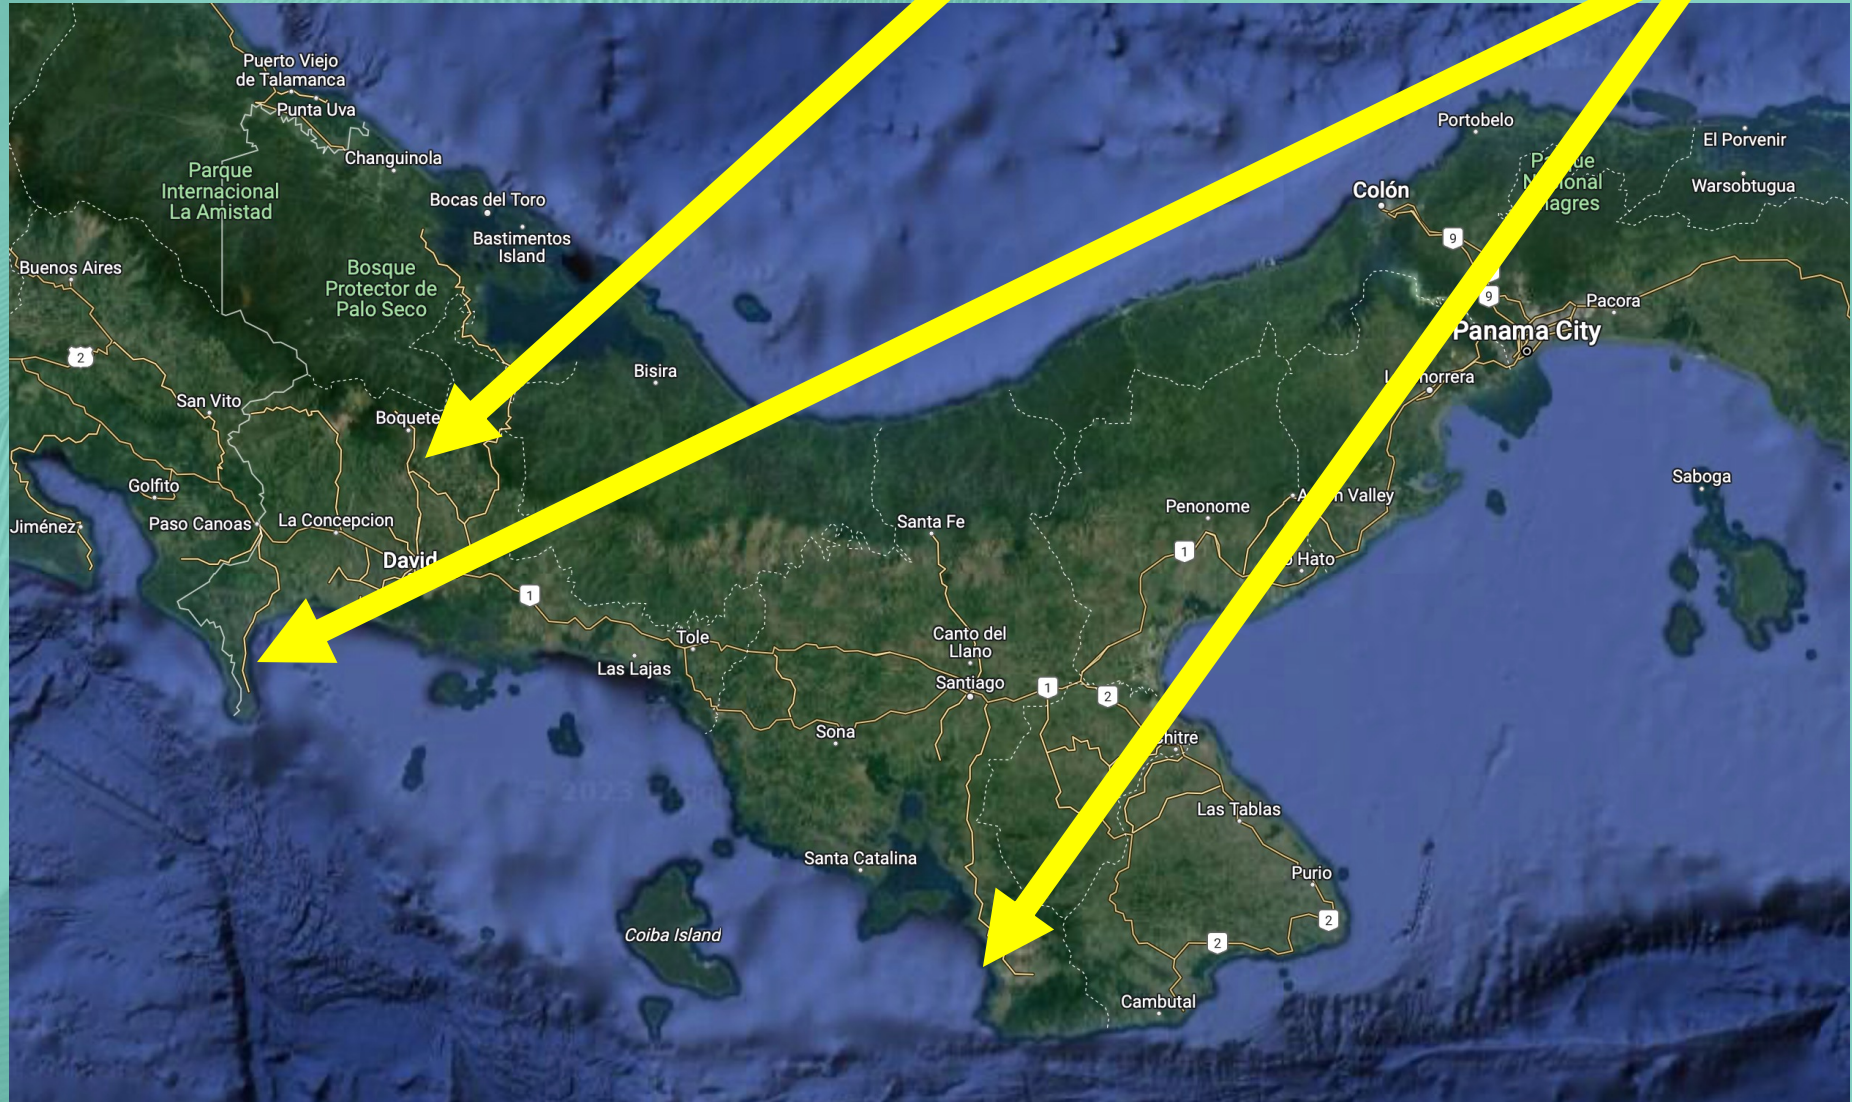 Puerto Viejo
de Talamanca
Punta Uva
Changuinola
Parque
Internacional
La Amistad
Bocas del Toro
Bastimentos
Island
Buenos Aires
Bosque
Protector de
Palo Seco
2
Bisira
San Vito
Boquete
Golfito
Jiménez
Paso Canoas
La Concepcion
David
1
Santa Fe
Tole
Las Lajas
Canto del
Llano
Santiago
1
2
Sona
Santa Catalina
Coiba Island
Portobelo
El Porvenir
Warsobtugua
Colón
9
9
Pacora
Panama City
Saboga
Penonome
1
Valley
Hato
Las Tablas
Purio
2
2
Cambutal
2023